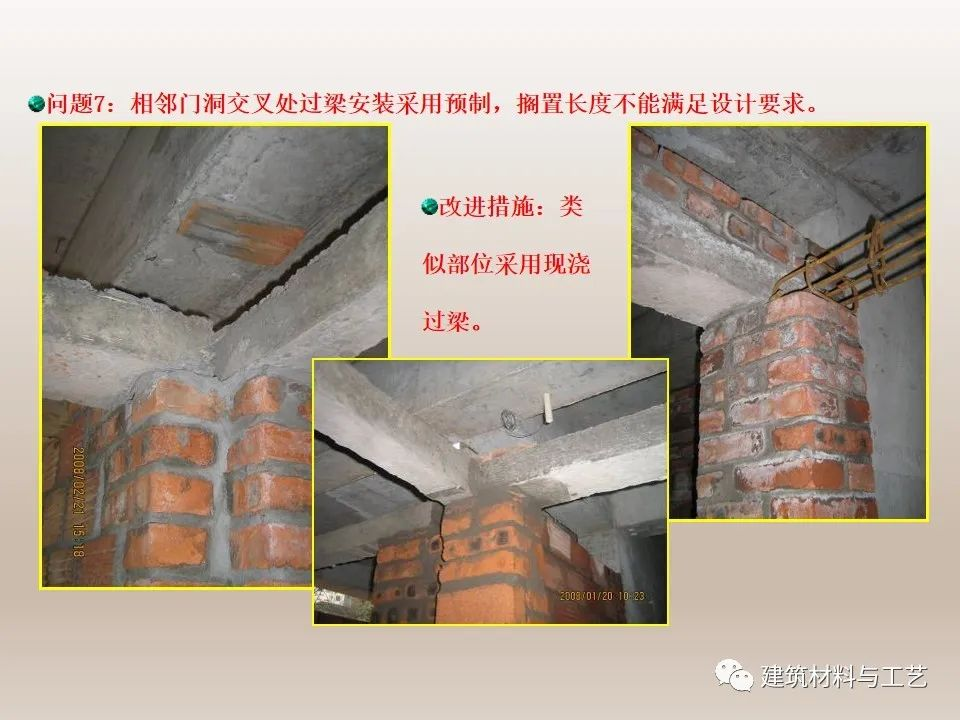 问题7：相邻门洞交叉处过梁安装采用预制，搁置长度不能满足设计要求。
改进措施：类
似部位采用现浇
过梁。
2008/02/21 15:18
2008/01/20 10:23
建筑材料与工艺